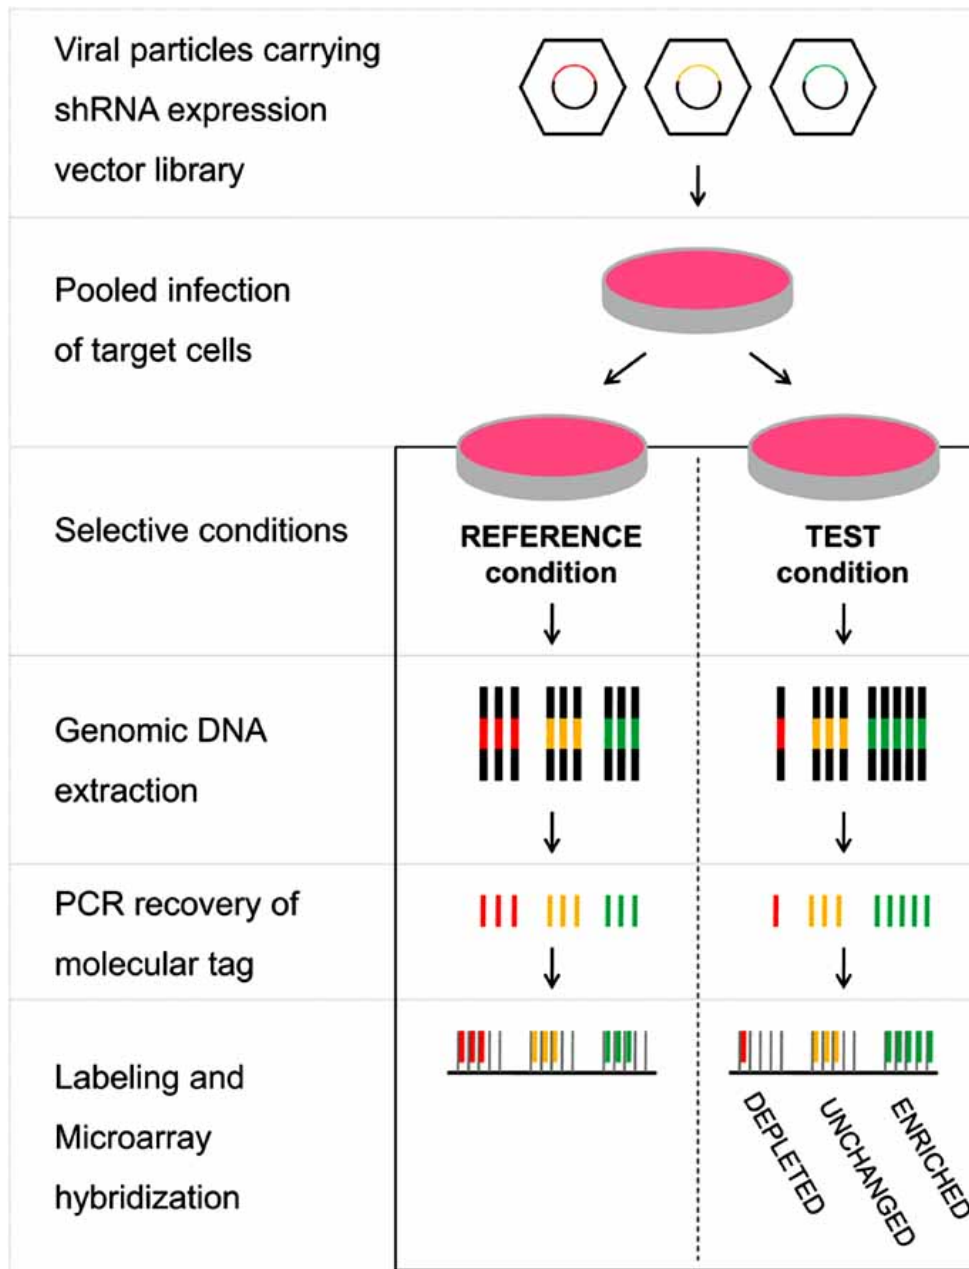 Viral particles carrying
shRNA expression
vector library
Pooled infection
of target cells
Selective conditions
REFERENCE
condition
TEST
condition
Genomic DNA
extraction
PCR recovery of
molecular tag
Labeling and
Microarray
hybridization
DEPLETED
UNCHANGED
ENRICHED